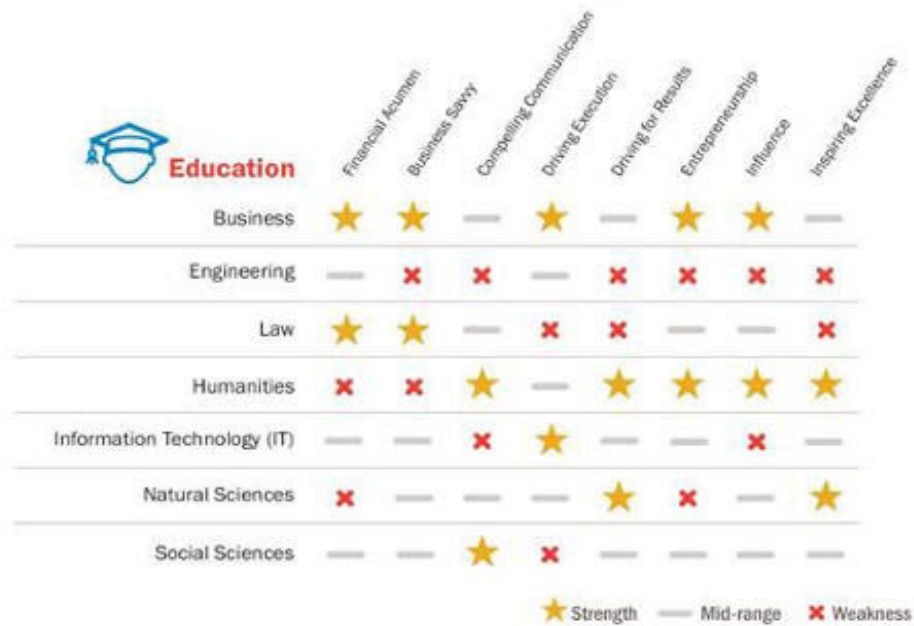 Financial Acumen
Business Savvy
Compelling Communication
Driving Execution
Driving for Results
Entrepreneurship
Influence
Inspiring Excellence
Education
Business
Engineering
Law
Humanities
Information Technology (IT)
Natural Sciences
Social Sciences
Strength Mid-range Weakness